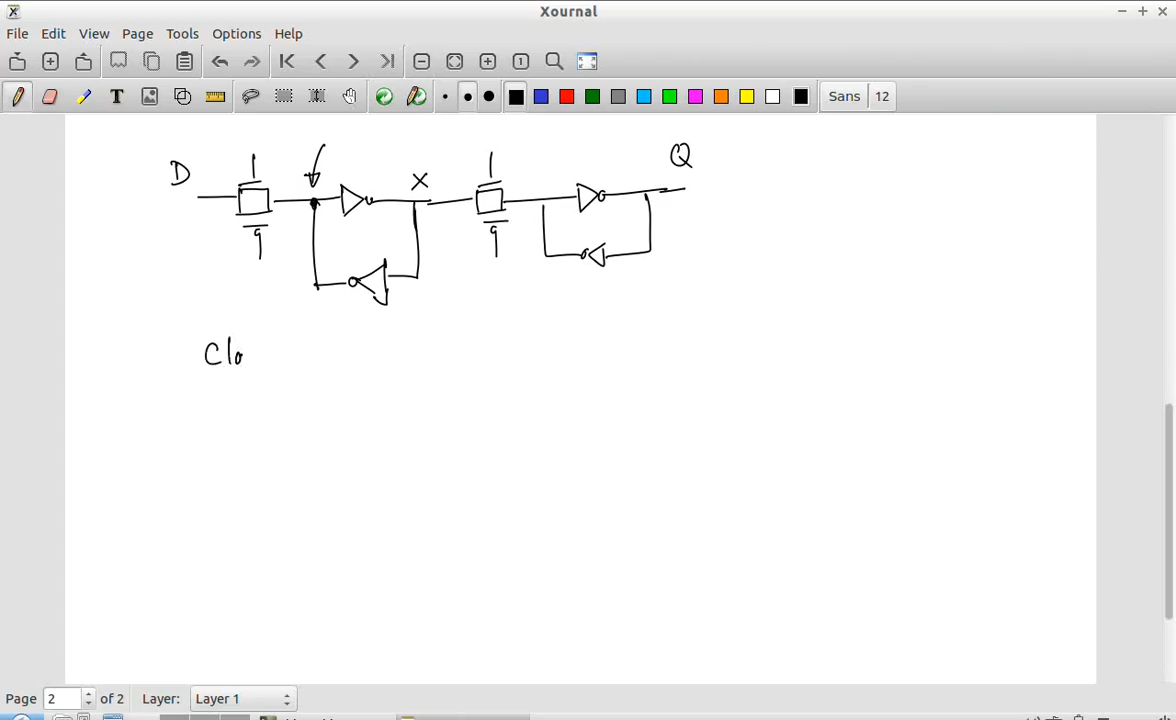 Xournal
File Edit View Page Tools Options Help
Sans 12
D X Q
Clo
Page 2 of 2 Layer: Layer 1